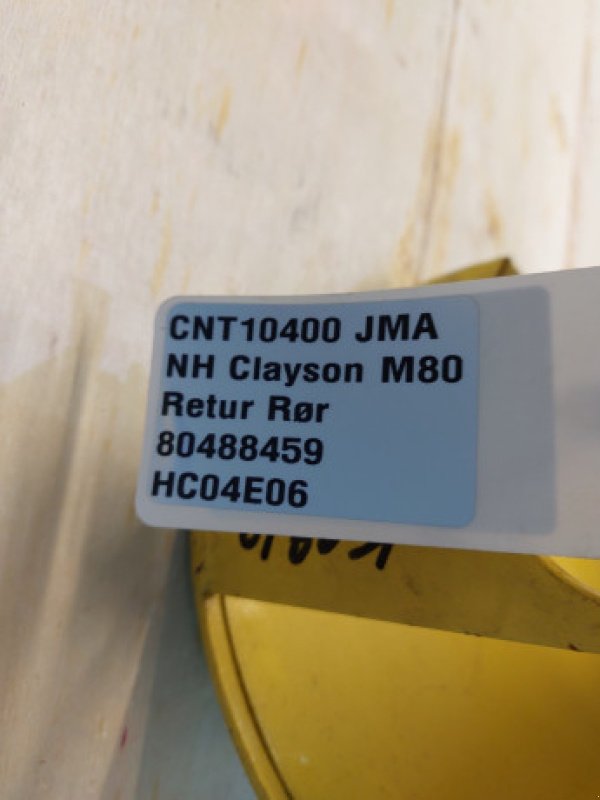 CNT10400 JMA
NH Clayson M80
Retur Rør
80488459
HC04E06